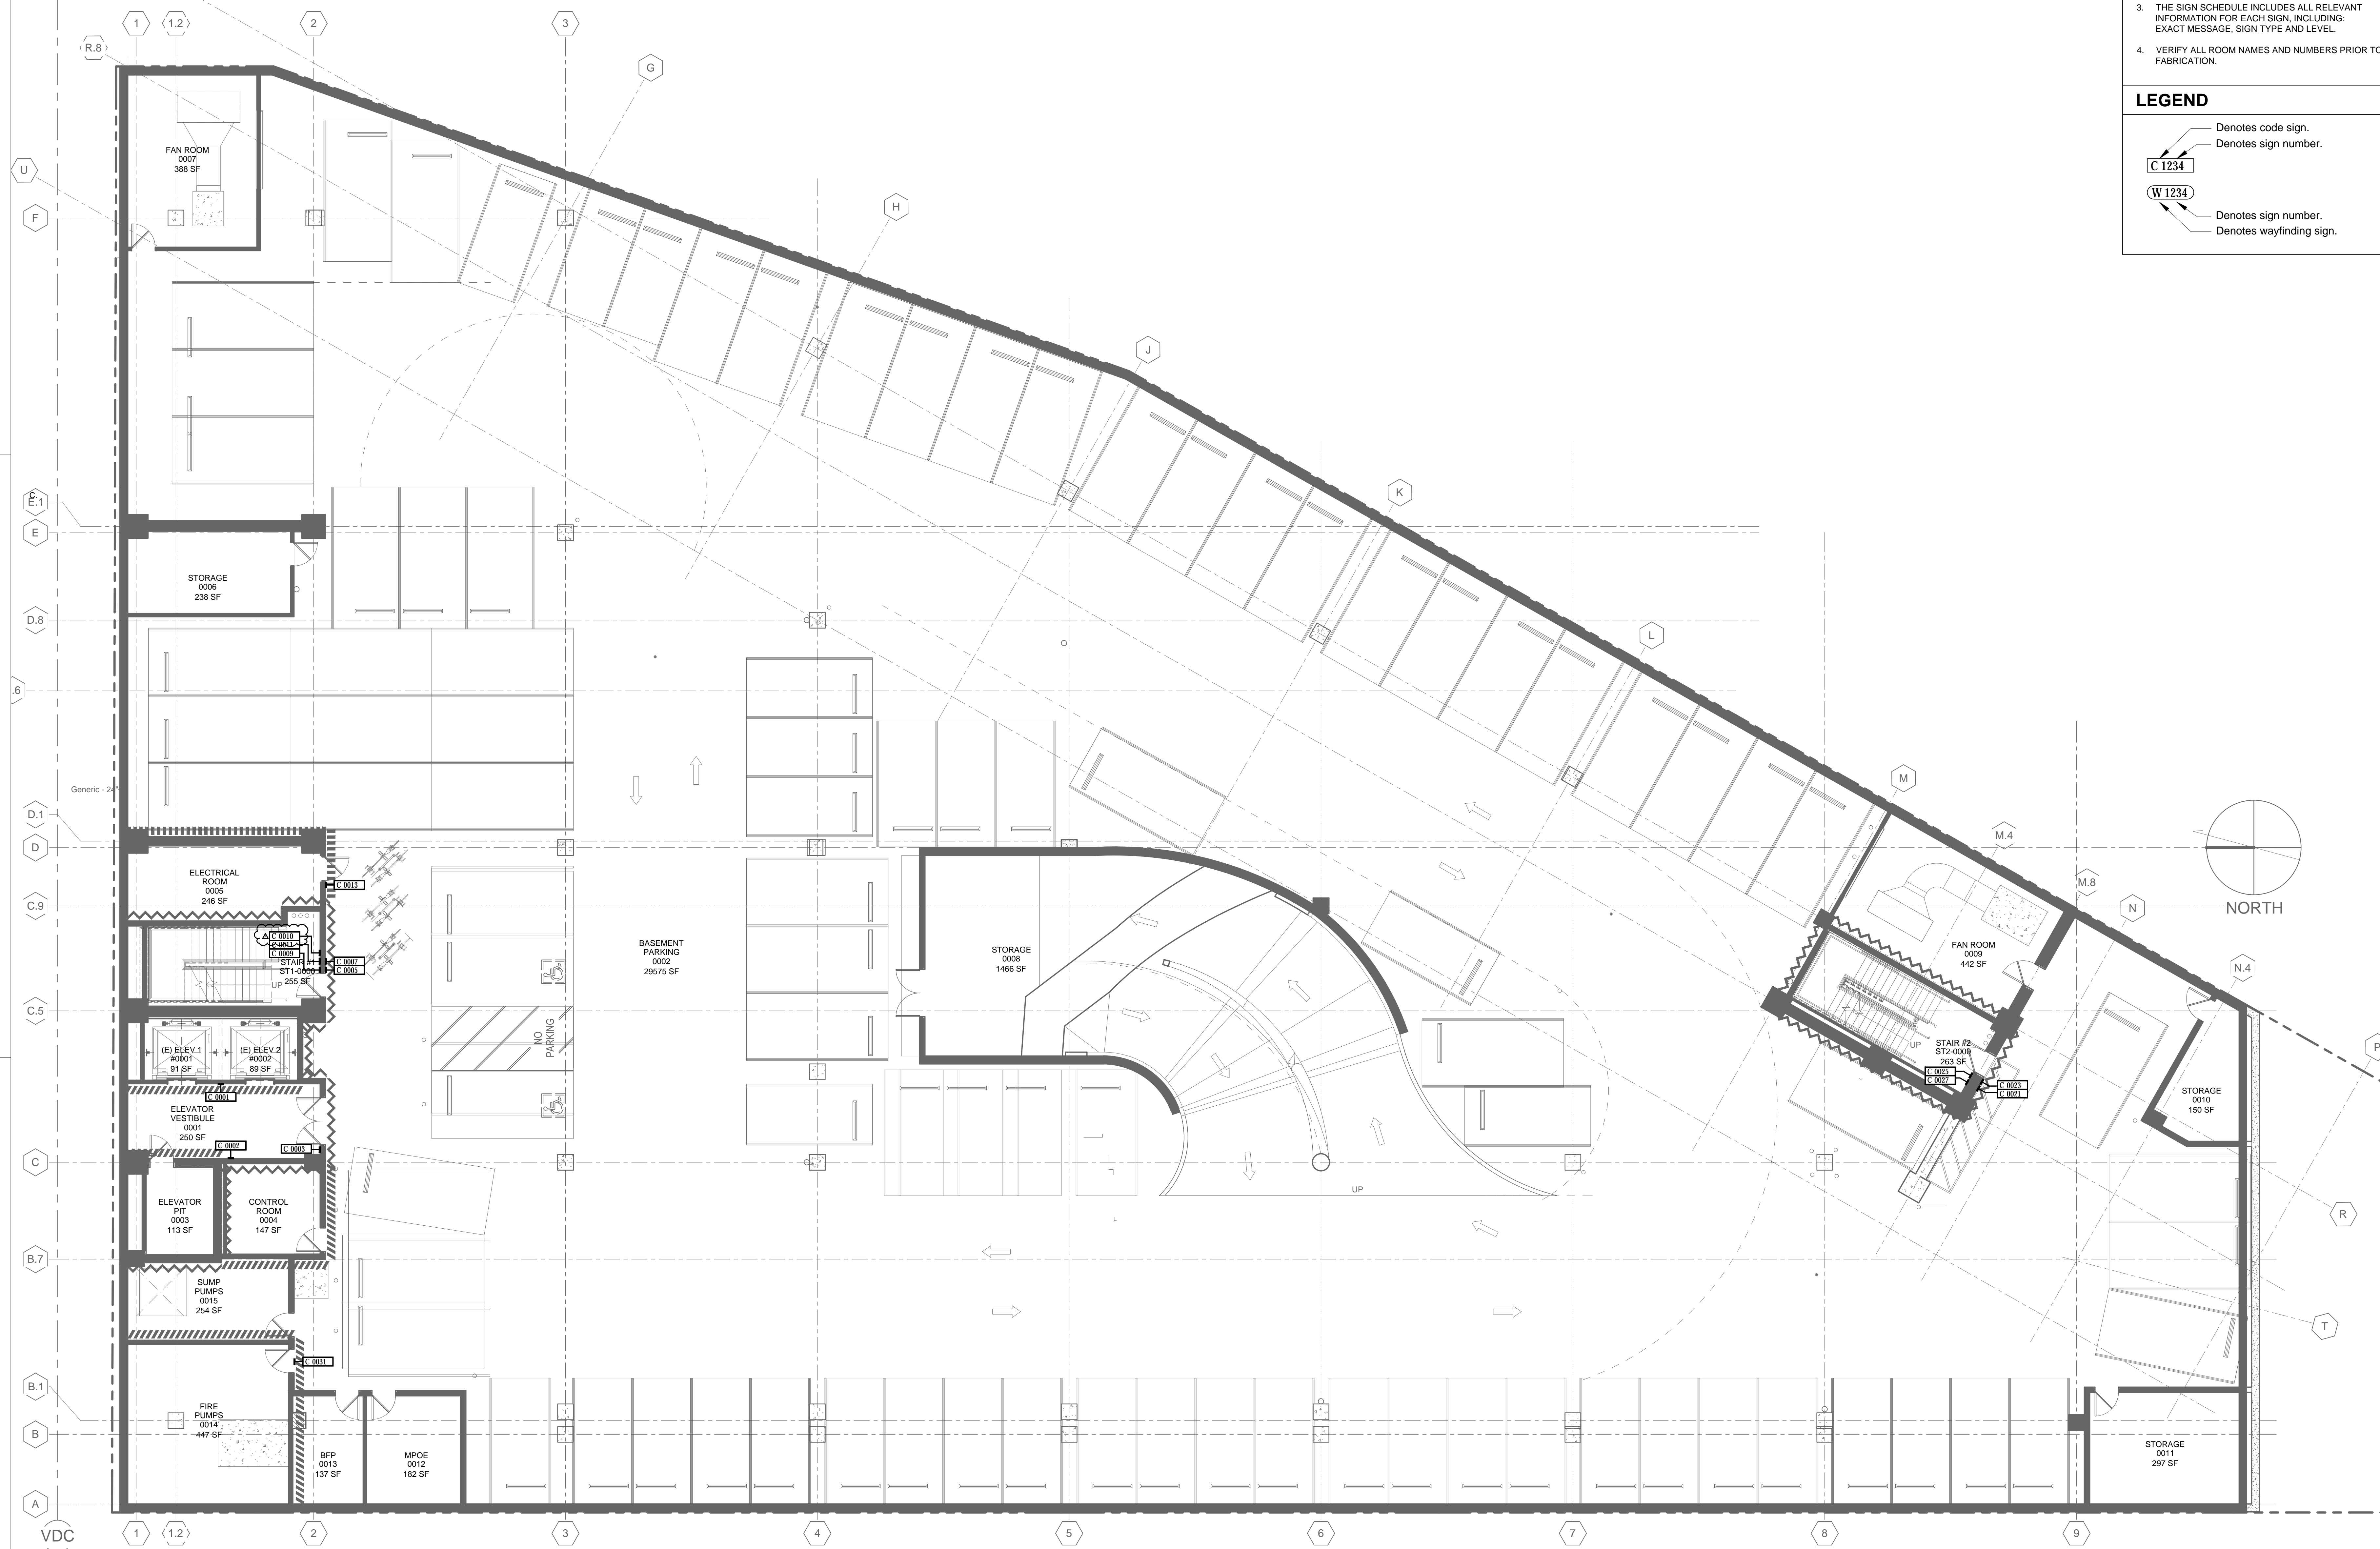 3. THE SIGN SCHEDULE INCLUDES ALL RELEVANT
INFORMATION FOR EACH SIGN, INCLUDING:
EXACT MESSAGE, SIGN TYPE AND LEVEL.
4. VERIFY ALL ROOM NAMES AND NUMBERS PRIOR TO
FABRICATION.
LEGEND
Denotes code sign.
Denotes sign number.
C 1234
W 1234
Denotes sign number.
Denotes wayfinding sign.
1
1.2
2
3
R.8
G
U
F
H
J
K
L
M
M.4
M.8
N
N.4
P
R
T
C.
E.1
E
D.8
.6
D.1
D
C.9
C.5
C
B.7
B.1
B
A
VDC
Generic - 24"
FAN ROOM
0007
388 SF
STORAGE
0006
238 SF
ELECTRICAL
ROOM
0005
246 SF
C 0013
C 0010
C 0011
C 0009
C 0007
C 0005
STAIR #1
ST1-0000
255 SF
UP
(E) ELEV.1
#0001
91 SF
(E) ELEV.2
#0002
89 SF
C 0001
ELEVATOR
VESTIBULE
0001
250 SF
C 0002
C 0003
ELEVATOR
PIT
0003
113 SF
CONTROL
ROOM
0004
147 SF
SUMP
PUMPS
0015
254 SF
C 0031
FIRE
PUMPS
0014
447 SF
BFP
0013
137 SF
MPOE
0012
182 SF
NO
PARKING
BASEMENT
PARKING
0002
29575 SF
STORAGE
0008
1466 SF
UP
FAN ROOM
0009
442 SF
UP
STAIR #2
ST2-0000
263 SF
C 0025
C 0027
C 0023
C 0021
STORAGE
0010
150 SF
STORAGE
0011
297 SF
NORTH
1
1.2
2
3
4
5
6
7
8
9